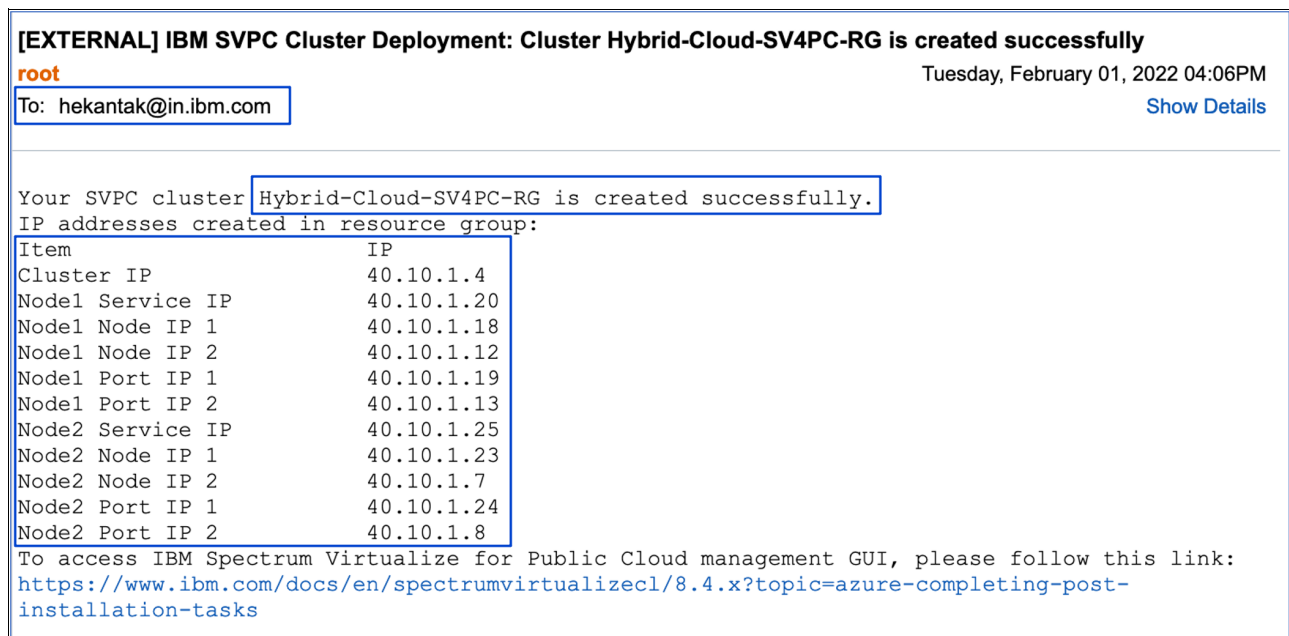 [EXTERNAL] IBM SVPC Cluster Deployment: Cluster Hybrid-Cloud-SV4PC-RG is created successfully
root Tuesday, February 01, 2022 04:06PM
To: hekantak@in.ibm.com Show Details
Your SVPC cluster Hybrid-Cloud-SV4PC-RG is created successfully.
IP addresses created in resource group:
Item IP
Cluster IP 40.10.1.4
Node1 Service IP 40.10.1.20
Node1 Node IP 1 40.10.1.18
Node1 Node IP 2 40.10.1.12
Node1 Port IP 1 40.10.1.19
Node1 Port IP 2 40.10.1.13
Node2 Service IP 40.10.1.25
Node2 Node IP 1 40.10.1.23
Node2 Node IP 2 40.10.1.7
Node2 Port IP 1 40.10.1.24
Node2 Port IP 2 40.10.1.8
To access IBM Spectrum Virtualize for Public Cloud management GUI, please follow this link:
https://www.ibm.com/docs/en/spectrumvirtualizecl/8.4.x?topic=azure-completing-post-
installation-tasks